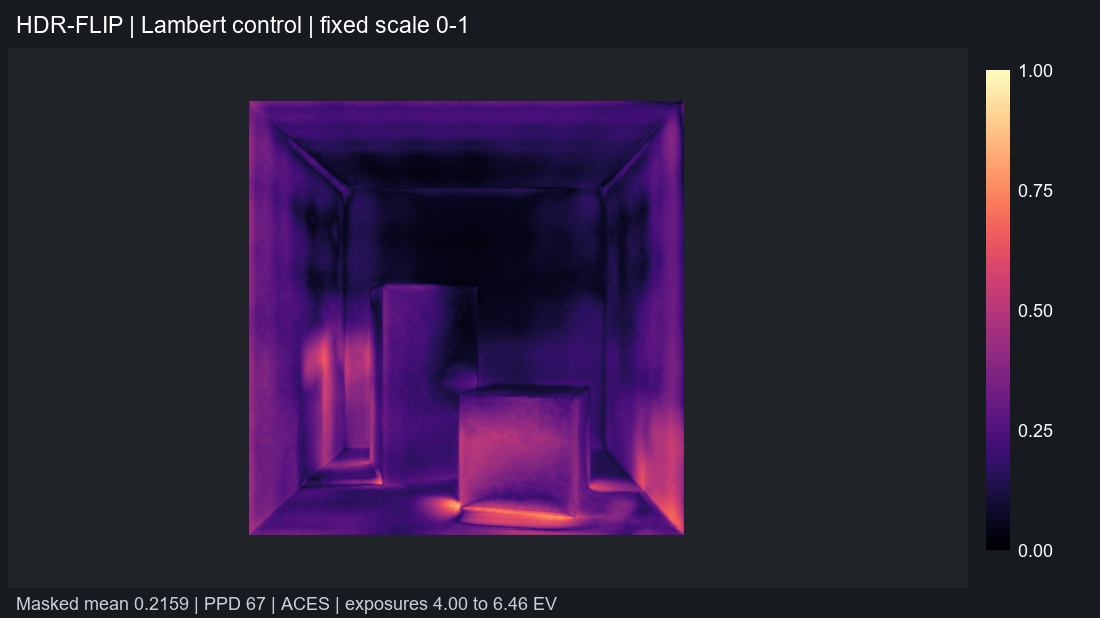 HDR-FLIP | Lambert control | fixed scale 0-1
1.00
0.75
0.50
0.25
0.00
Masked mean 0.2159 | PPD 67 | ACES | exposures 4.00 to 6.46 EV